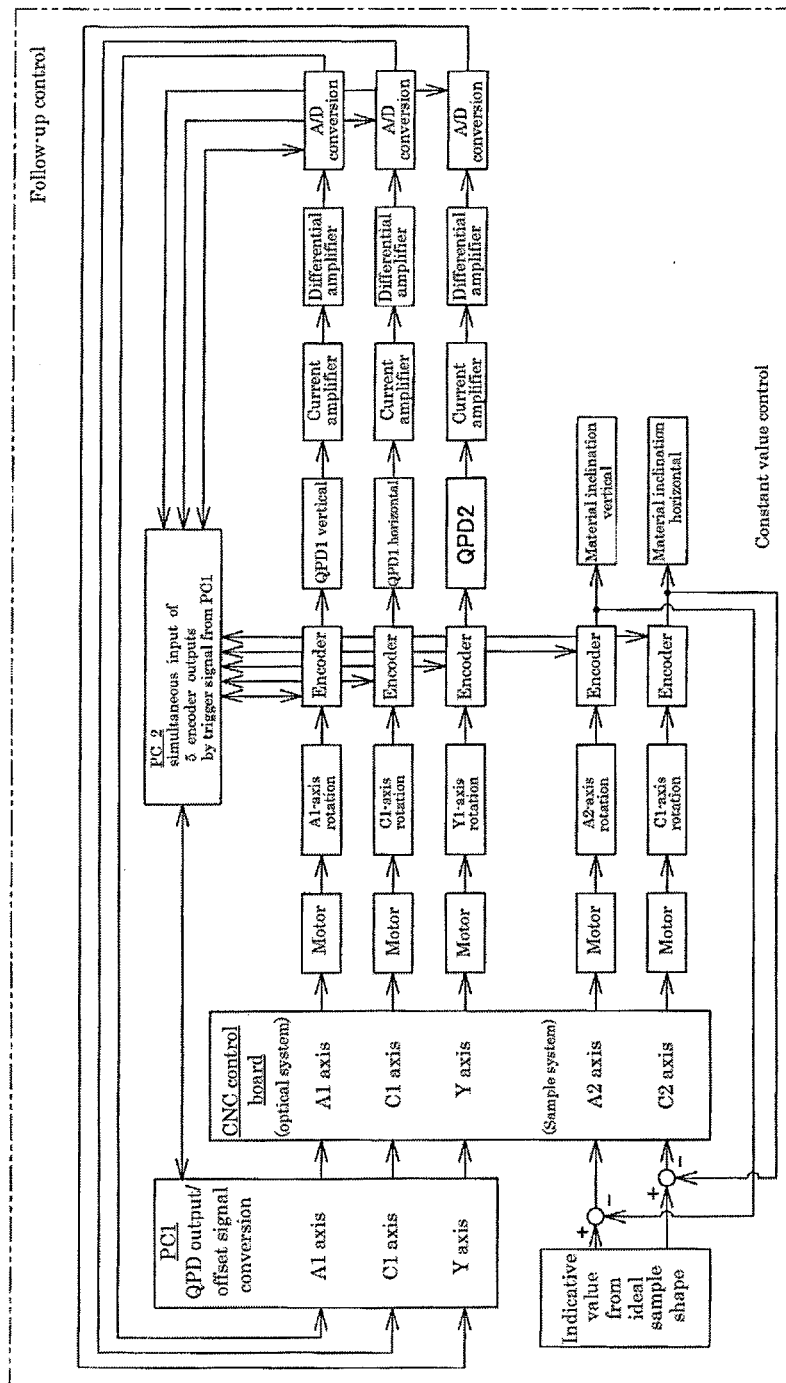 Follow-up control
PC 2
simultaneous input of
5 encoder outputs
by trigger signal from PC1
PC1
QPD output/
offset signal
conversion
A1 axis
C1 axis
Y axis
CNC control
board
(optical system)
A1 axis
C1 axis
Y axis
(Sample system)
A2 axis
C2 axis
Motor
A1-axis
rotation
Encoder
QPD1 vertical
Current
amplifier
Differential
amplifier
A/D
conversion
Motor
C1-axis
rotation
Encoder
QPD1 horizontal
Current
amplifier
Differential
amplifier
A/D
conversion
Motor
Y1-axis
rotation
Encoder
QPD2
Current
amplifier
Differential
amplifier
A/D
conversion
Indicative
value
from
ideal
sample
shape
+
-
+
-
Motor
A2-axis
rotation
Encoder
Material inclination
vertical
Motor
C1-axis
rotation
Encoder
Material inclination
horizontal
Constant value control